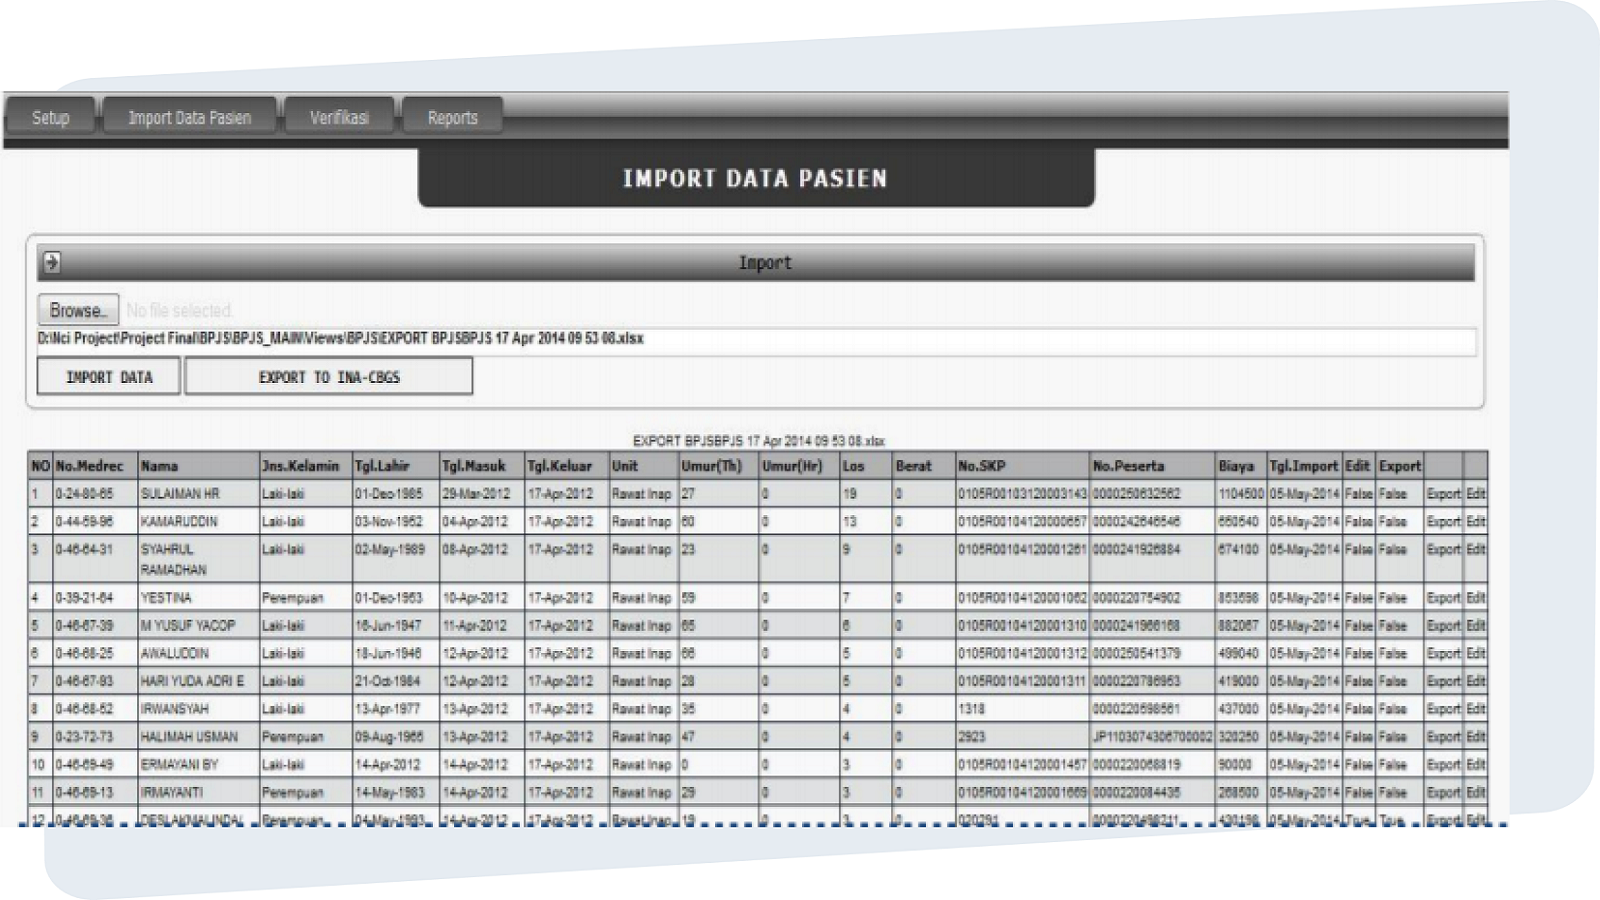 Setup Import Data Pasien Verifikasi Reports
IMPORT DATA PASIEN
Import
Browse.. No file selected.
D:\Nci Project\Project Final\BPJS\BPJS_MAIN\Views\BPJS\EXPORT BPJSBPJS 17 Apr 2014 09 53 08.xlsx
IMPORT DATA EXPORT TO INA-CBGS
EXPORT BPJSBPJS 17 Apr 2014 09 53 08.xlsx
NO No.Medrec Nama Jns.Kelamin Tgl.Lahir Tgl.Masuk Tgl.Keluar Unit Umur(Th) Umur(Hr) Los Berat No.SKP No.Peserta Biaya Tgl.Import Edit Export
1 0-24-80-65 SULAIMAN HR Laki-laki 01-Dec-1985 29-Mar-2012 17-Apr-2012 Rawat Inap 27 0 19 0 0105R00103120003143 0000250632562 1104500 05-May-2014 False False Export Edit
2 0-44-59-96 KAMARUDDIN Laki-laki 03-Nov-1952 04-Apr-2012 17-Apr-2012 Rawat Inap 60 0 13 0 0105R00104120000657 0000242646546 660540 05-May-2014 False False Export Edit
3 0-46-64-31 SYAHRUL Laki-laki 02-May-1989 08-Apr-2012 17-Apr-2012 Rawat Inap 23 0 9 0 0105R00104120001261 0000241926884 674100 05-May-2014 False False Export Edit
RAMADHAN
4 0-39-21-64 YESTINA Perempuan 01-Dec-1953 10-Apr-2012 17-Apr-2012 Rawat Inap 59 0 7 0 0105R00104120001062 0000220754902 853598 05-May-2014 False False Export Edit
5 0-46-67-39 M YUSUF YACOP Laki-laki 16-Jun-1947 11-Apr-2012 17-Apr-2012 Rawat Inap 65 0 6 0 0105R00104120001310 0000241966168 882067 05-May-2014 False False Export Edit
6 0-46-68-25 AWALUDDIN Laki-laki 18-Jun-1946 12-Apr-2012 17-Apr-2012 Rawat Inap 66 0 5 0 0105R00104120001312 0000250541379 499040 05-May-2014 False False Export Edit
7 0-46-67-93 HARI YUDA ADRI E Laki-laki 21-Oct-1984 12-Apr-2012 17-Apr-2012 Rawat Inap 28 0 5 0 0105R00104120001311 0000220786953 419000 05-May-2014 False False Export Edit
8 0-46-68-52 IRWANSYAH Laki-laki 13-Apr-1977 13-Apr-2012 17-Apr-2012 Rawat Inap 35 0 4 0 1318 0000220598561 437000 05-May-2014 False False Export Edit
9 0-23-72-73 HALIMAH USMAN Perempuan 09-Aug-1965 13-Apr-2012 17-Apr-2012 Rawat Inap 47 0 4 0 2923 JP1103074306700002 320250 05-May-2014 False False Export Edit
10 0-46-69-49 ERMAYANI BY Laki-laki 14-Apr-2012 14-Apr-2012 17-Apr-2012 Rawat Inap 0 0 3 0 0105R00104120001457 0000220068819 90000 05-May-2014 False False Export Edit
11 0-46-69-13 IRMAYANTI Perempuan 14-May-1983 14-Apr-2012 17-Apr-2012 Rawat Inap 29 0 3 0 0105R00104120001669 0000220084435 268500 05-May-2014 False False Export Edit
12 Perempuan 04-May-1993 14-Apr-2012 17-Apr-2012 Rawat Inap 19 0 3 0 020291 05-May-2014 True True Export Edit